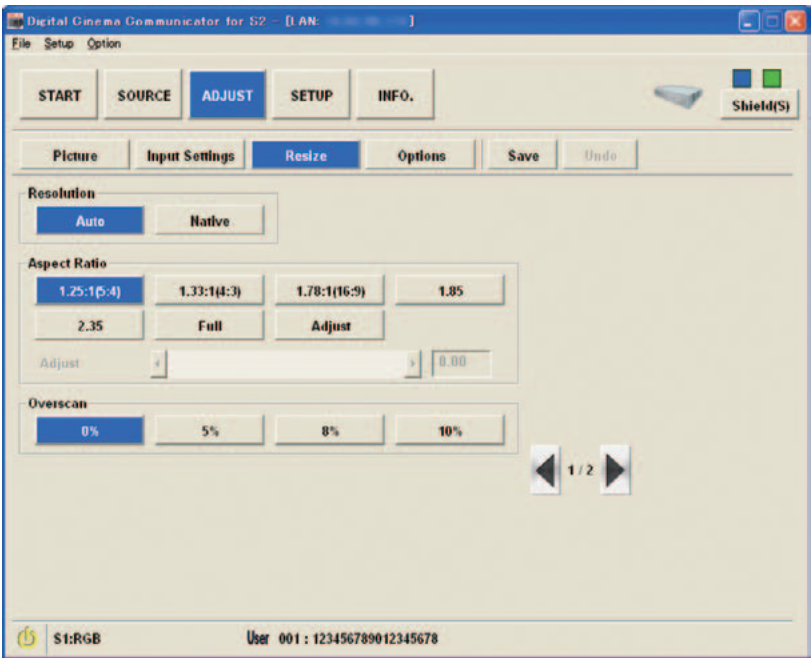 Digital Cinema Communicator for S2 - [LAN: ]
File Setup Option
START SOURCE ADJUST SETUP INFO. Shield(S)
Picture Input Settings Resize Options Save Undo
Resolution
Auto Native
Aspect Ratio
1.25:1(5:4) 1.33:1(4:3) 1.78:1(16:9) 1.85
2.35 Full Adjust
Adjust 0.00
Overscan
0% 5% 8% 10%
1 / 2
S1:RGB User 001 : 123456789012345678